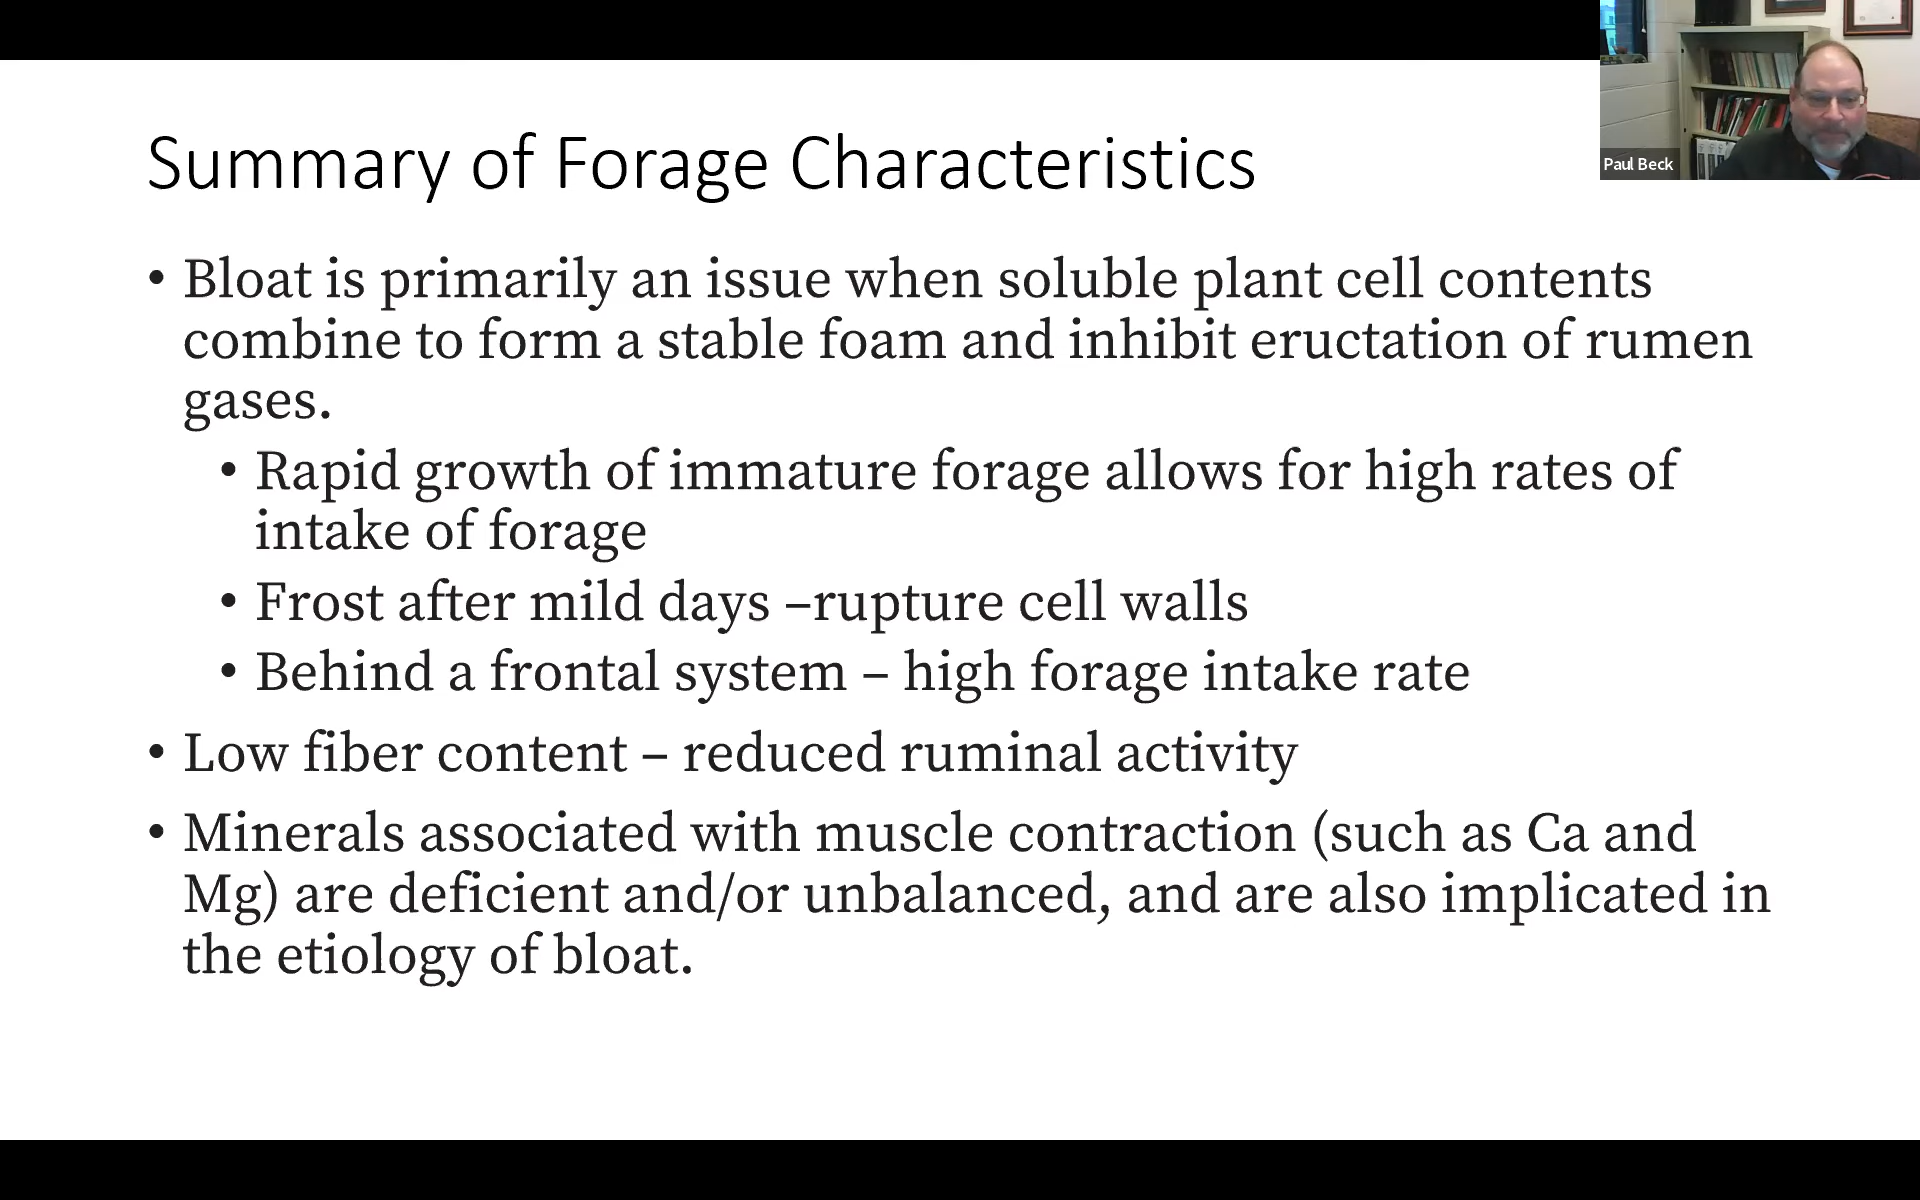 Paul Beck
Summary of Forage Characteristics
• Bloat is primarily an issue when soluble plant cell contents
combine to form a stable foam and inhibit eructation of rumen
gases.
• Rapid growth of immature forage allows for high rates of
intake of forage
• Frost after mild days –rupture cell walls
• Behind a frontal system – high forage intake rate
• Low fiber content – reduced ruminal activity
• Minerals associated with muscle contraction (such as Ca and
Mg) are deficient and/or unbalanced, and are also implicated in
the etiology of bloat.